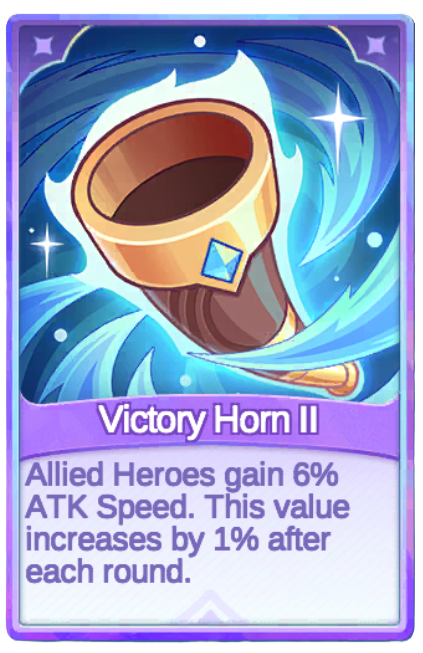 Victory Horn II
Allied Heroes gain 6%
ATK Speed. This value
increases by 1% after
each round.